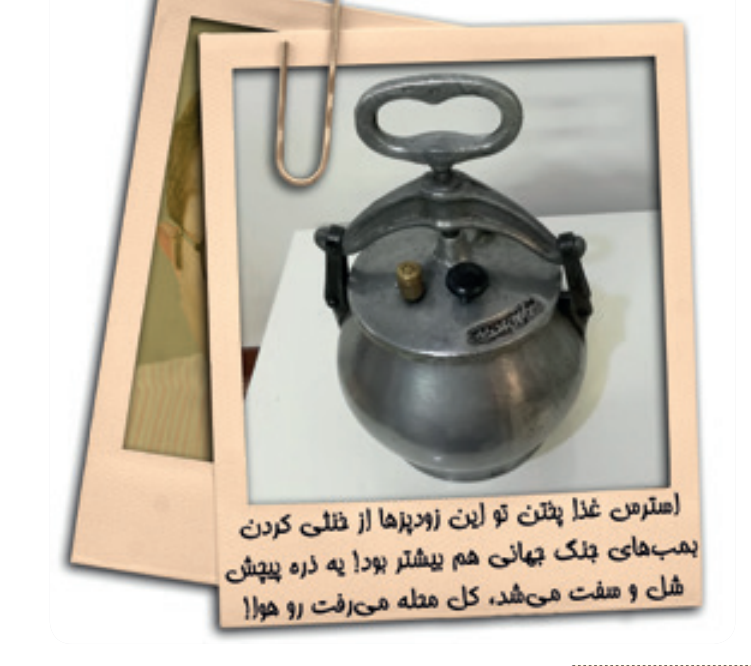 استرس غذا پختن تو این زودپزها از خنثی کردن
بمب‌های جنگ جهانی هم بیشتر بود! یه ذره پیچش
شل و سفت می‌شد، کل محله می‌رفت رو هوا!!